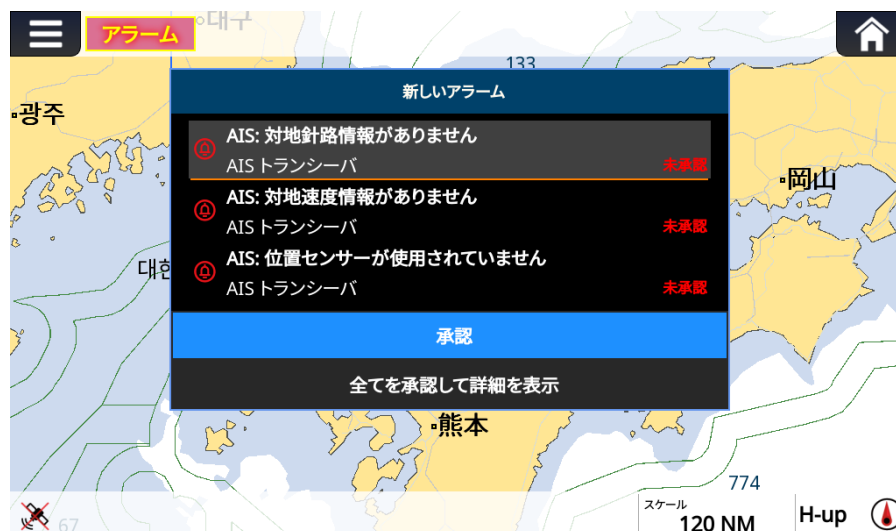 대구
アラーム
133
新しいアラーム
광주
AIS: 対地針路情報がありません
AIS トランシーバ
未承認
岡山
AIS: 対地速度情報がありません
AIS トランシーバ
未承認
AIS: 位置センサーが使用されていません
AIS トランシーバ
未承認
대한
承認
全てを承認して詳細を表示
熊本
774
スケール
120 NM
H-up
67